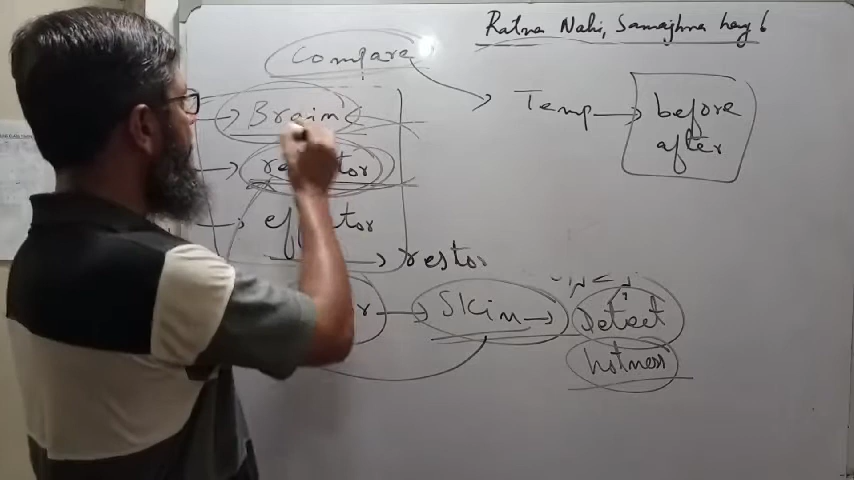 Ratna Nahi, Samajhna hay 6
Compare
Temp → before
after
Brain
effector
→ restor
→ Skin → Detect
hotness